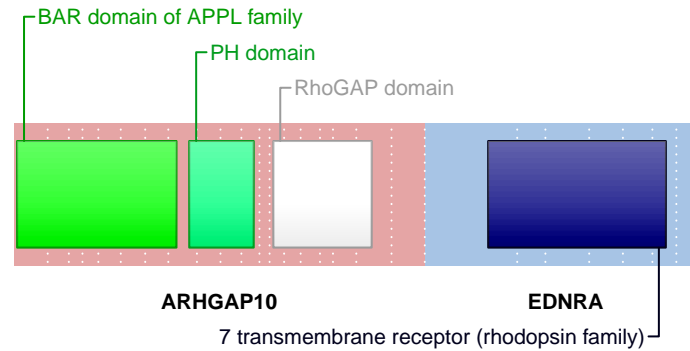 BAR domain of APPL family
PH domain
RhoGAP domain
ARHGAP10
EDNRA
7 transmembrane receptor (rhodopsin family)